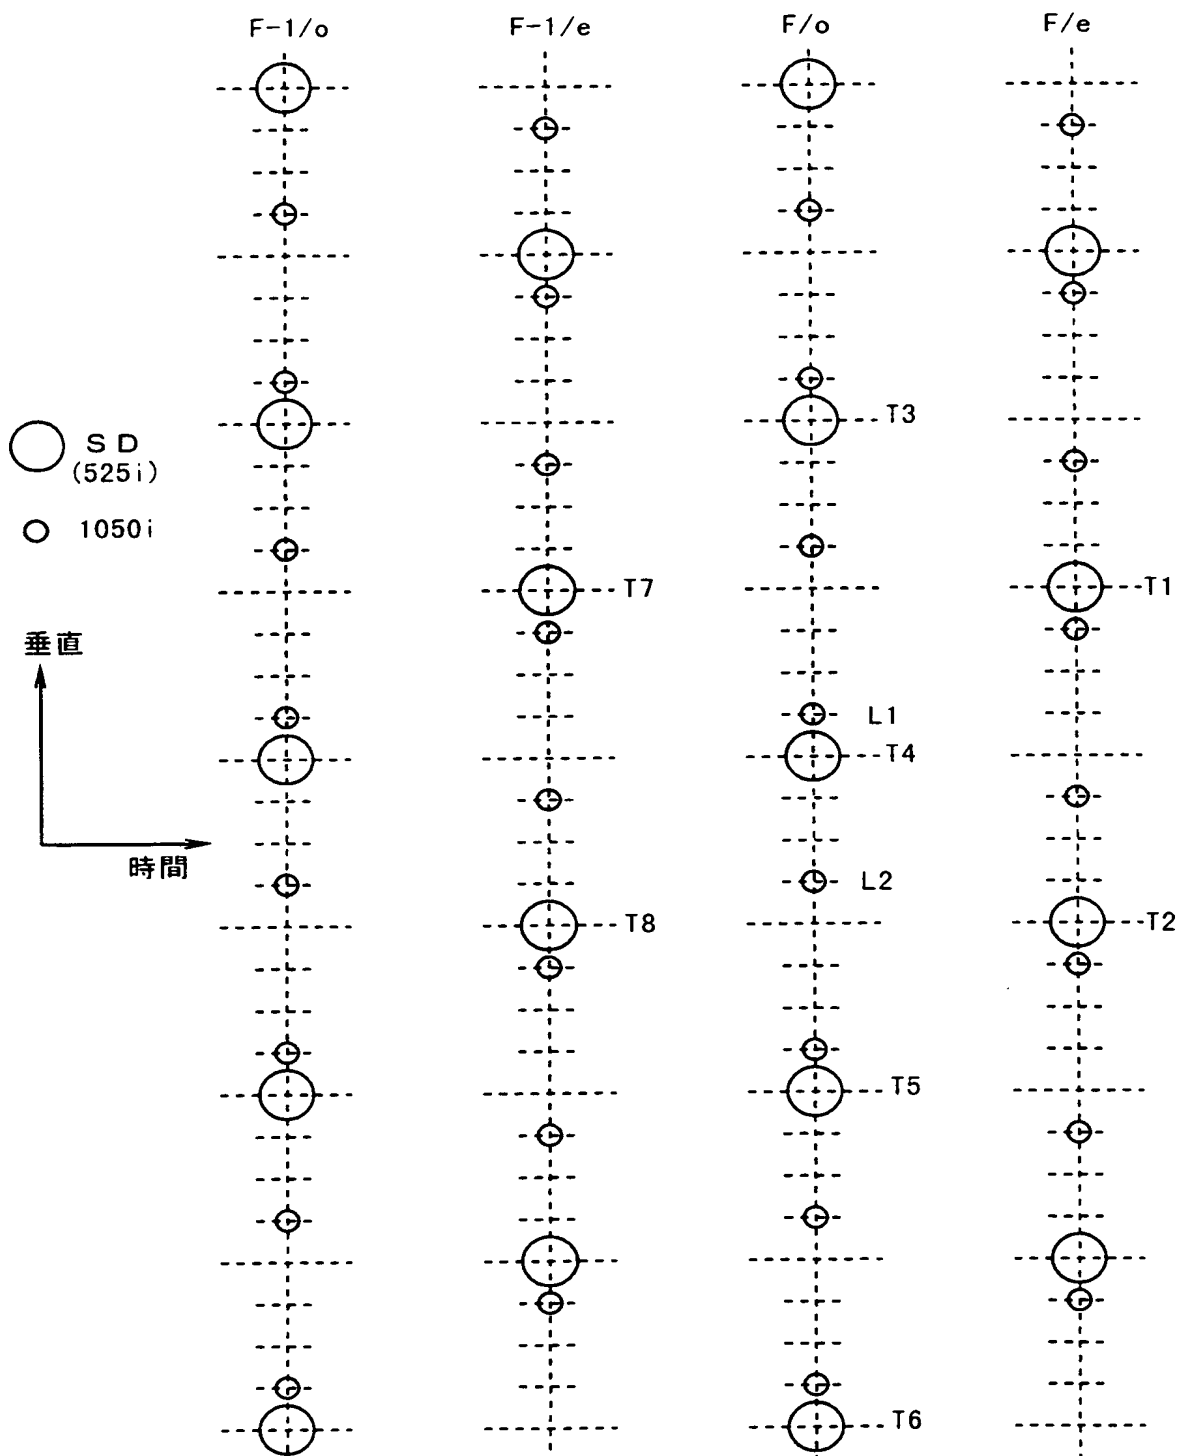 F-1/o F-1/e F/o F/e
T3
SD
(525i)
1050i
T7 T1
垂直
L1
T4
時間
L2
T8 T2
T5
T6